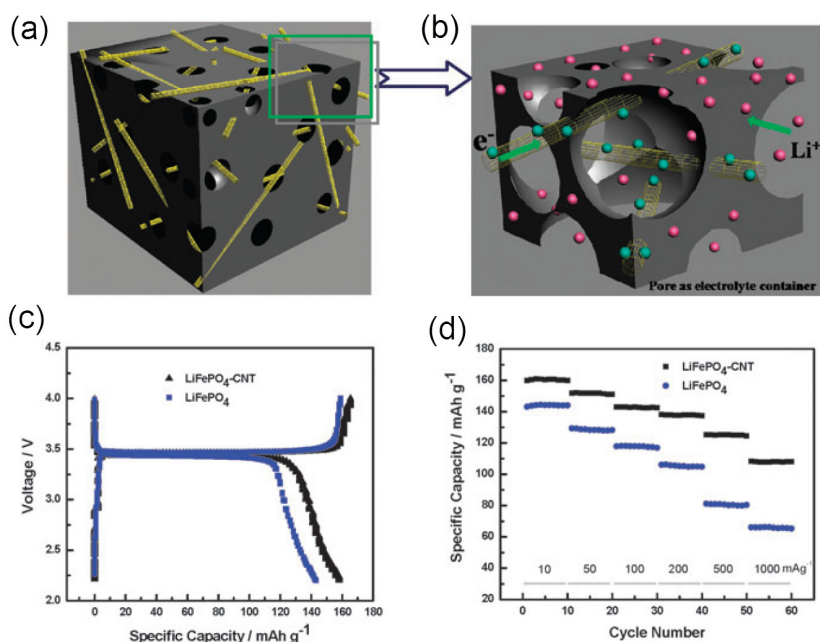 (a)
(b)
e-
Li+
Pore as electrolyte container
(c)
4.5
4.0
3.5
3.0
2.5
2.0
Voltage / V
LiFePO4-CNT
LiFePO4
0 20 40 60 80 100 120 140 160 180
Specific Capacity / mAh g-1
(d)
180
160
140
120
100
80
60
40
30
Specific Capacity / mAh g-1
LiFePO4-CNT
LiFePO4
10 50 100 200 500 1000 mAg-1
0 10 20 30 40 50 60
Cycle Number